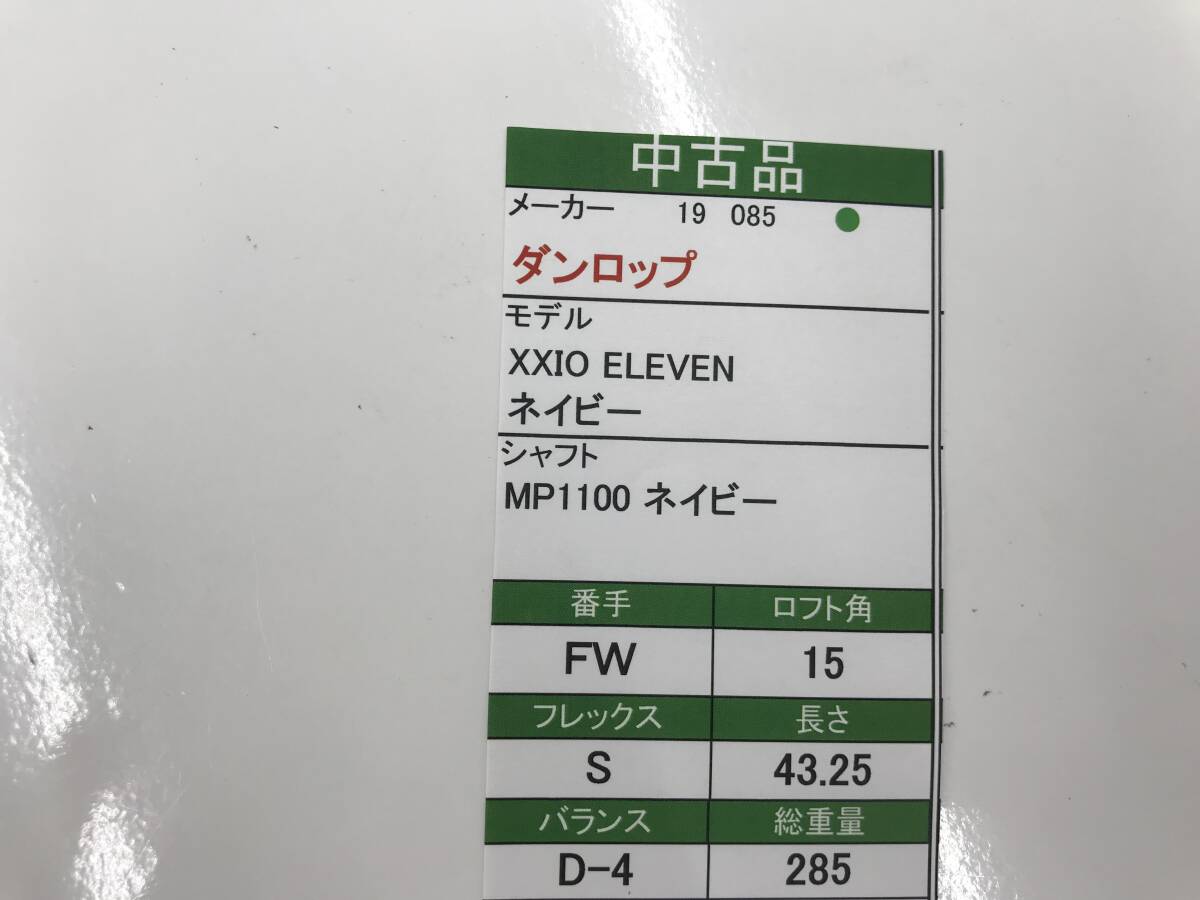 中古品
メーカー 19 085
ダンロップ
モデル
XXIO ELEVEN
ネイビー
シャフト
MP1100 ネイビー
番手 ロフト角
FW 15
フレックス 長さ
S 43.25
バランス 総重量
D-4 285